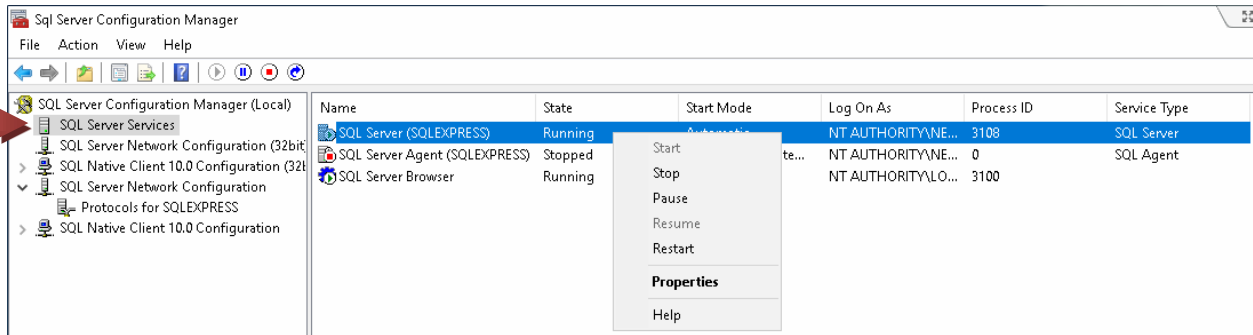 Sql Server Configuration Manager
File Action View Help
SQL Server Configuration Manager (Local)
SQL Server Services
SQL Server Network Configuration (32bit
SQL Native Client 10.0 Configuration (32b
SQL Server Network Configuration
Protocols for SQLEXPRESS
SQL Native Client 10.0 Configuration
Name State Start Mode Log On As Process ID Service Type
SQL Server (SQLEXPRESS) Running Automatic NT AUTHORITY\NE... 3108 SQL Server
SQL Server Agent (SQLEXPRESS) Stopped te... NT AUTHORITY\NE... 0 SQL Agent
SQL Server Browser Running NT AUTHORITY\LO... 3100
Start
Stop
Pause
Resume
Restart
Properties
Help